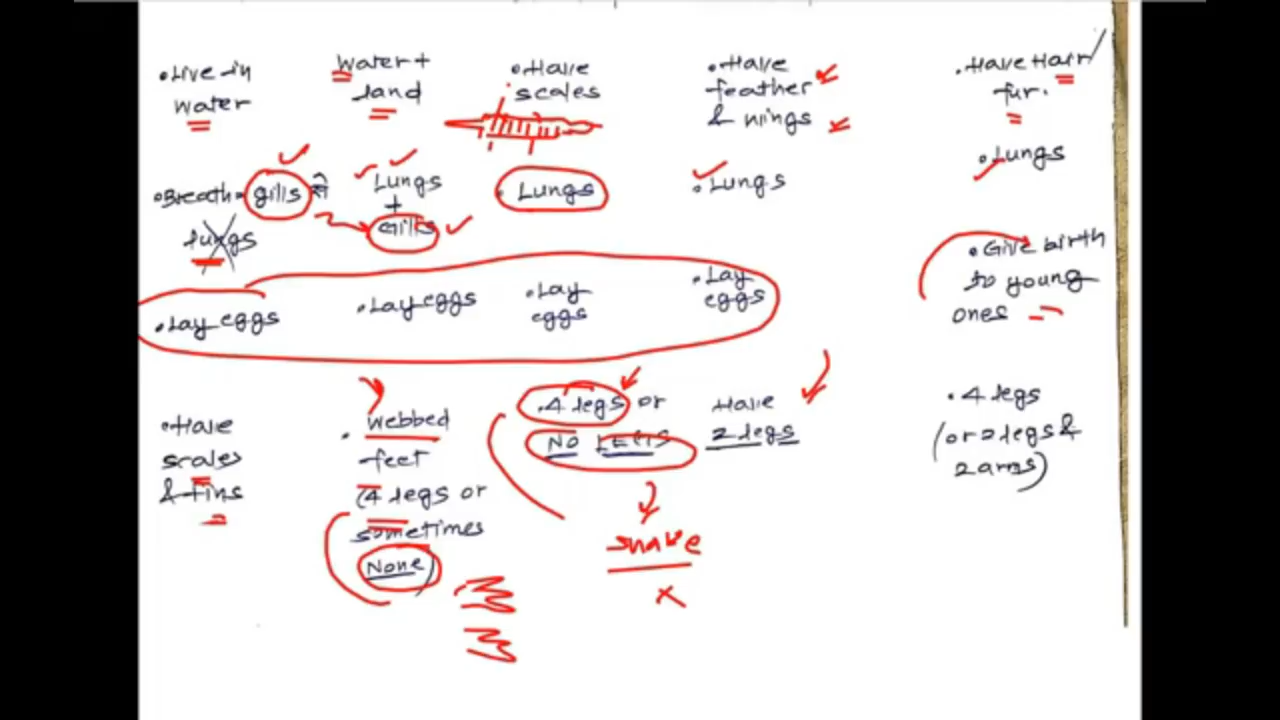 • Live in
water
• Breath • gills से
lungs
• Lay eggs
• Have
scales
& fins
water +
land
Lungs
+
Gills
• Lay eggs
• webbed
feet
(4 legs or
sometimes
None)
• Have
scales
• Lungs
• Lay
eggs
• 4 legs or
NO LEGS
snake
x
• Have
feather
& nings
• Lungs
• Lay
eggs
Have
2 legs
• Have Hair/
fur.
• Lungs
• Give birth
to young
ones
• 4 legs
(or 2 legs &
2 arms)